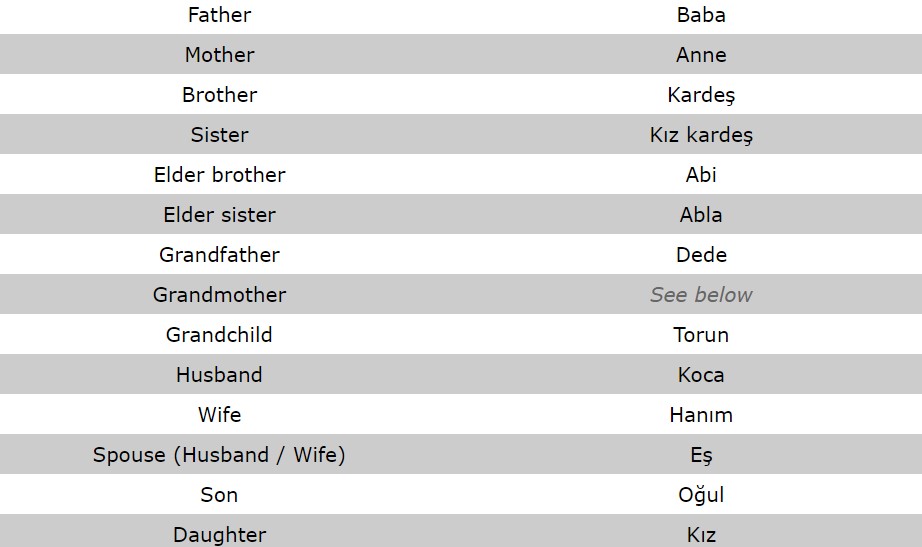 Father Baba
Mother Anne
Brother Kardeş
Sister Kız kardeş
Elder brother Abi
Elder sister Abla
Grandfather Dede
Grandmother See below
Grandchild Torun
Husband Koca
Wife Hanım
Spouse (Husband / Wife) Eş
Son Oğul
Daughter Kız